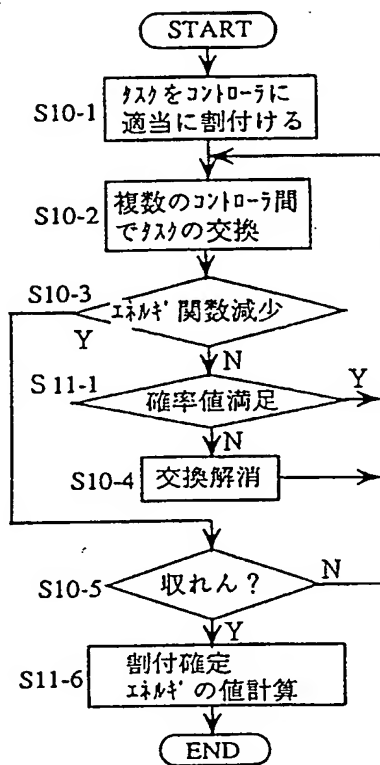 START
S10-1
タスクをコントローラに
適当に割付ける
S10-2
複数のコントローラ間
でタスクの交換
S10-3
エネルギ関数減少
Y
N
S11-1
確率値満足
Y
N
S10-4
交換解消
S10-5
収れん?
N
Y
S11-6
割付確定
エネルギの値計算
END